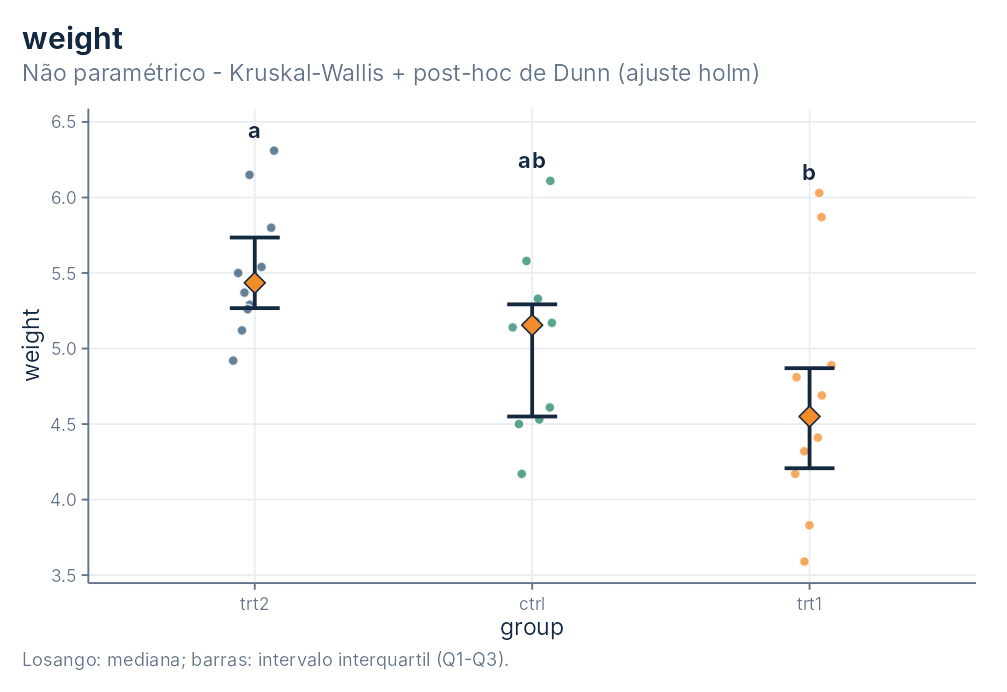 weight
Não paramétrico - Kruskal-Wallis + post-hoc de Dunn (ajuste holm)
6.5
6.0
5.5
5.0
4.5
4.0
3.5
weight
a
ab
b
trt2
ctrl
trt1
group
Losango: mediana; barras: intervalo interquartil (Q1-Q3).